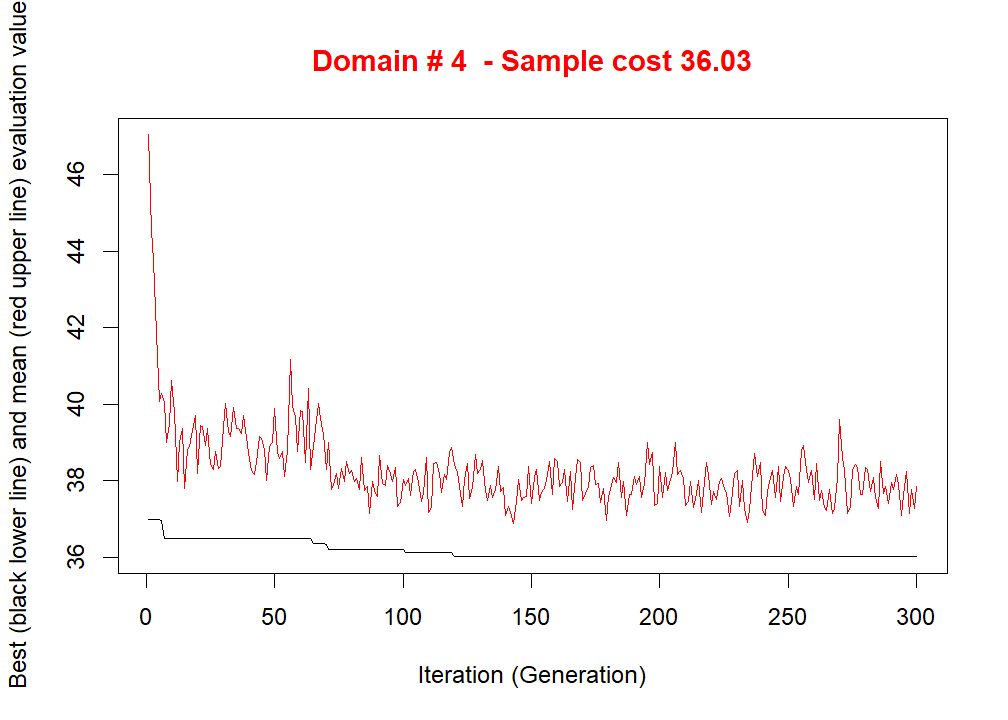 Domain # 4  - Sample cost 36.03
Best (black lower line) and mean (red upper line) evaluation value
46
44
42
40
38
36
0 50 100 150 200 250 300
Iteration (Generation)